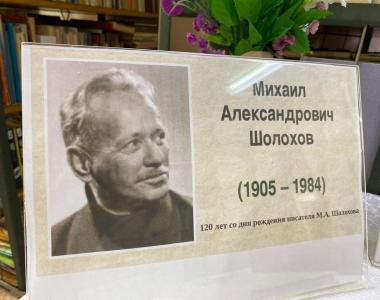 Михаил
Александрович
Шолохов
(1905 – 1984)
120 лет со дня рождения писателя М.А. Шолохова